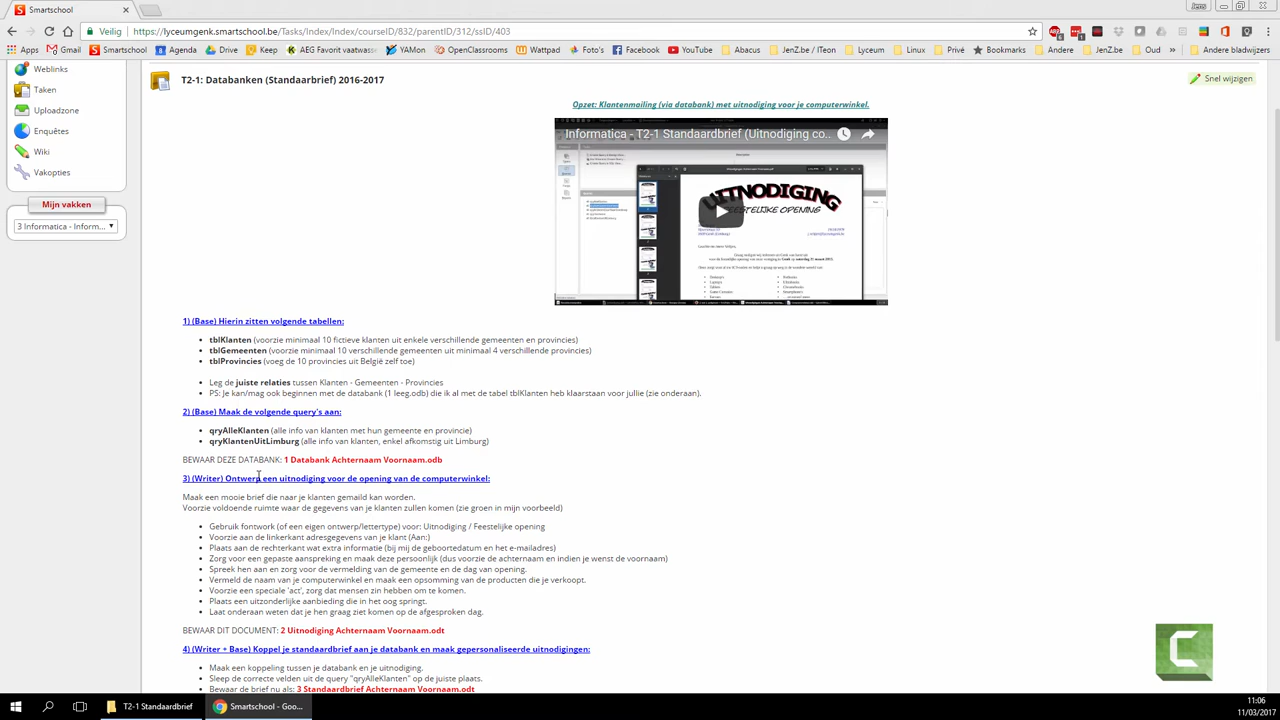 Smartschool
Jens
Veilig
https://lyceumgenk.smartschool.be/Tasks/Index/Index/courseID/832/parentID/312/ssID/403
Apps Gmail Smartschool Agenda Drive Keep AEG Favorit vaatwass YAMon OpenClassrooms Wattpad Foto's Facebook YouTube Abacus JenZ.be / ITeon Lyceum Linux Privé Bookmarks Andere JenZ.be Oud » Andere bladwijzers
Weblinks
Taken
Uploadzone
Enquêtes
Wiki
Vakopties
Mijn vakken
3 Informatica - Inform...
T2-1: Databanken (Standaarbrief) 2016-2017
Snel wijzigen
Opzet: Klantenmailing (via databank) met uitnodiging voor je computerwinkel.
Informatica - T2-1 Standaardbrief (Uitnodiging co...
UITNODIGING
FEESTELIJKE OPENING
1) (Base) Hierin zitten volgende tabellen:
• tblKlanten (voorzie minimaal 10 fictieve klanten uit enkele verschillende gemeenten en provincies)
• tblGemeenten (voorzie minimaal 10 verschillende gemeenten uit minimaal 4 verschillende provincies)
• tblProvincies (voeg de 10 provincies uit België zelf toe)
• Leg de juiste relaties tussen Klanten - Gemeenten - Provincies
• PS: Je kan/mag ook beginnen met de databank (1 leeg.odb) die ik al met de tabel tblKlanten heb klaarstaan voor jullie (zie onderaan).
2) (Base) Maak de volgende query's aan:
• qryAlleKlanten (alle info van klanten met hun gemeente en provincie)
• qryKlantenUitLimburg (alle info van klanten, enkel afkomstig uit Limburg)
BEWAAR DEZE DATABANK: 1 Databank Achternaam Voornaam.odb
3) (Writer) Ontwerp een uitnodiging voor de opening van de computerwinkel:
Maak een mooie brief die naar je klanten gemaild kan worden.
Voorzie voldoende ruimte waar de gegevens van je klanten zullen komen (zie groen in mijn voorbeeld)
• Gebruik fontwork (of een eigen ontwerp/lettertype) voor: Uitnodiging / Feestelijke opening
• Voorzie aan de linkerkant adresgegevens van je klant (Aan:)
• Plaats aan de rechterkant wat extra informatie (bij mij de geboortedatum en het e-mailadres)
• Zorg voor een gepaste aanspreking en maak deze persoonlijk (dus voorzie de achternaam en indien je wenst de voornaam)
• Spreek hen aan en zorg voor de vermelding van de gemeente en de dag van opening.
• Vermeld de naam van je computerwinkel en maak een opsomming van de producten die je verkoopt.
• Voorzie een speciale 'act', zorg dat mensen zin hebben om te komen.
• Plaats een uitzonderlijke aanbieding die in het oog springt.
• Laat onderaan weten dat je hen graag ziet komen op de afgesproken dag.
BEWAAR DIT DOCUMENT: 2 Uitnodiging Achternaam Voornaam.odt
4) (Writer + Base) Koppel je standaardbrief aan je databank en maak gepersonaliseerde uitnodigingen:
• Maak een koppeling tussen je databank en je uitnodiging.
• Sleep de correcte velden uit de query "qryAlleKlanten" op de juiste plaats.
• Bewaar de brief nu als: 3 Standaardbrief Achternaam Voornaam.odt
T2-1 Standaardbrief
Smartschool - Goo...
11:06
11/03/2017